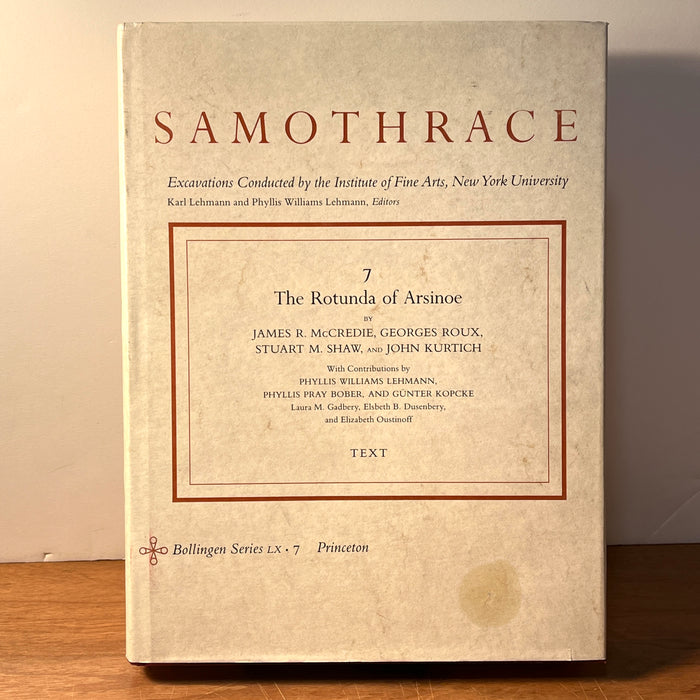 SAMOTHRACE
Excavations Conducted by the Institute of Fine Arts, New York University
Karl Lehmann and Phyllis Williams Lehmann, Editors
7
The Rotunda of Arsinoe
BY
JAMES R. McCREDIE, GEORGES ROUX,
STUART M. SHAW, AND JOHN KURTICH
With Contributions by
PHYLLIS WILLIAMS LEHMANN,
PHYLLIS PRAY BOBER, AND GÜNTER KOPCKE
Laura M. Gadbery, Elsbeth B. Dusenbery,
and Elizabeth Oustinoff
TEXT
Bollingen Series LX · 7 Princeton